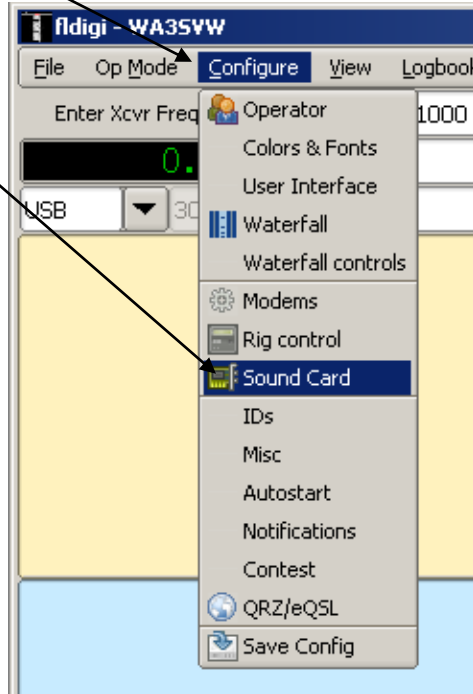 fldigi - WA3SVW
File Op Mode Configure View Logbook
Enter Xcvr Freq
1000
Operator
Colors & Fonts
0.
User Interface
USB
30
Waterfall
Waterfall controls
Modems
Rig control
Sound Card
IDs
Misc
Autostart
Notifications
Contest
QRZ/eQSL
Save Config